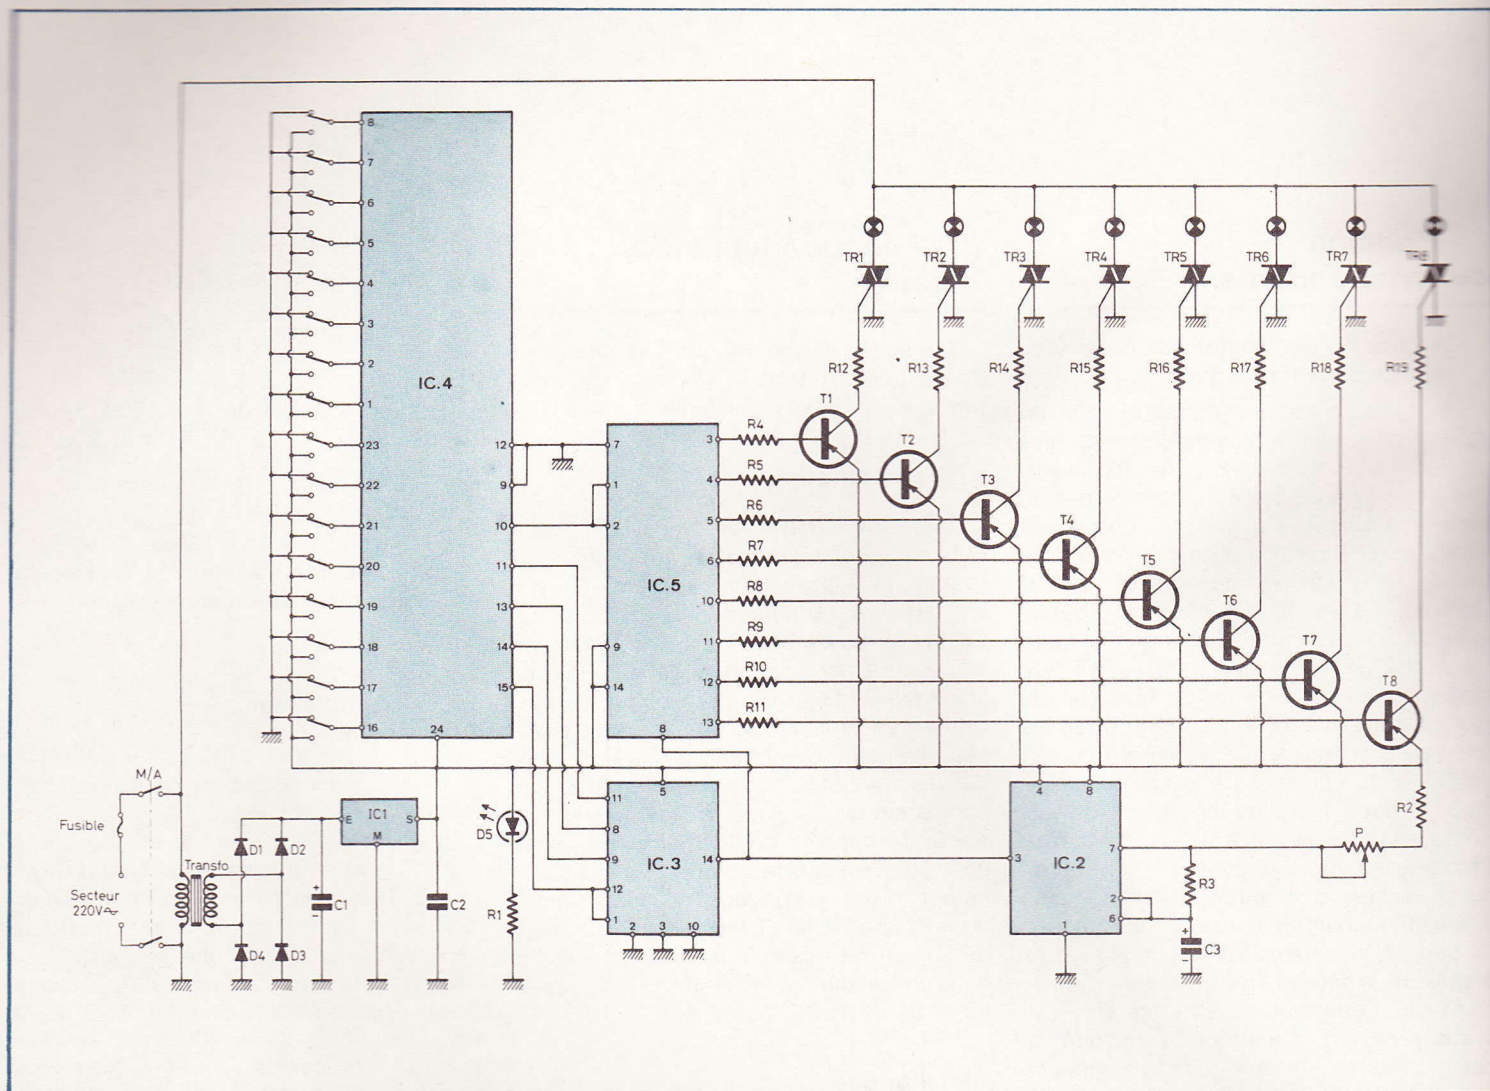 TR1 TR2 TR3 TR4 TR5 TR6 TR7 TR8
R12 R13 R14 R15 R16 R17 R18 R19
8
7
6
5
4
3
2
1
23
22
21
20
19
18
17
16
IC.4
12
9
10
11
13
14
15
24
7
1
2
9
14
IC.5
3
4
5
6
10
11
12
13
8
R4
R5
R6
R7
R8
R9
R10
R11
T1
T2
T3
T4
T5
T6
T7
T8
M/A
Fusible
Secteur
220V~
Transfo
D1 D2
D4 D3
+
C1
-
E IC1 S
M
C2
D5
R1
5
11
8
9
12
1
IC.3
14
2 3 10
4 8
3
IC.2
7
2
6
1
R2
P
R3
+
C3
-